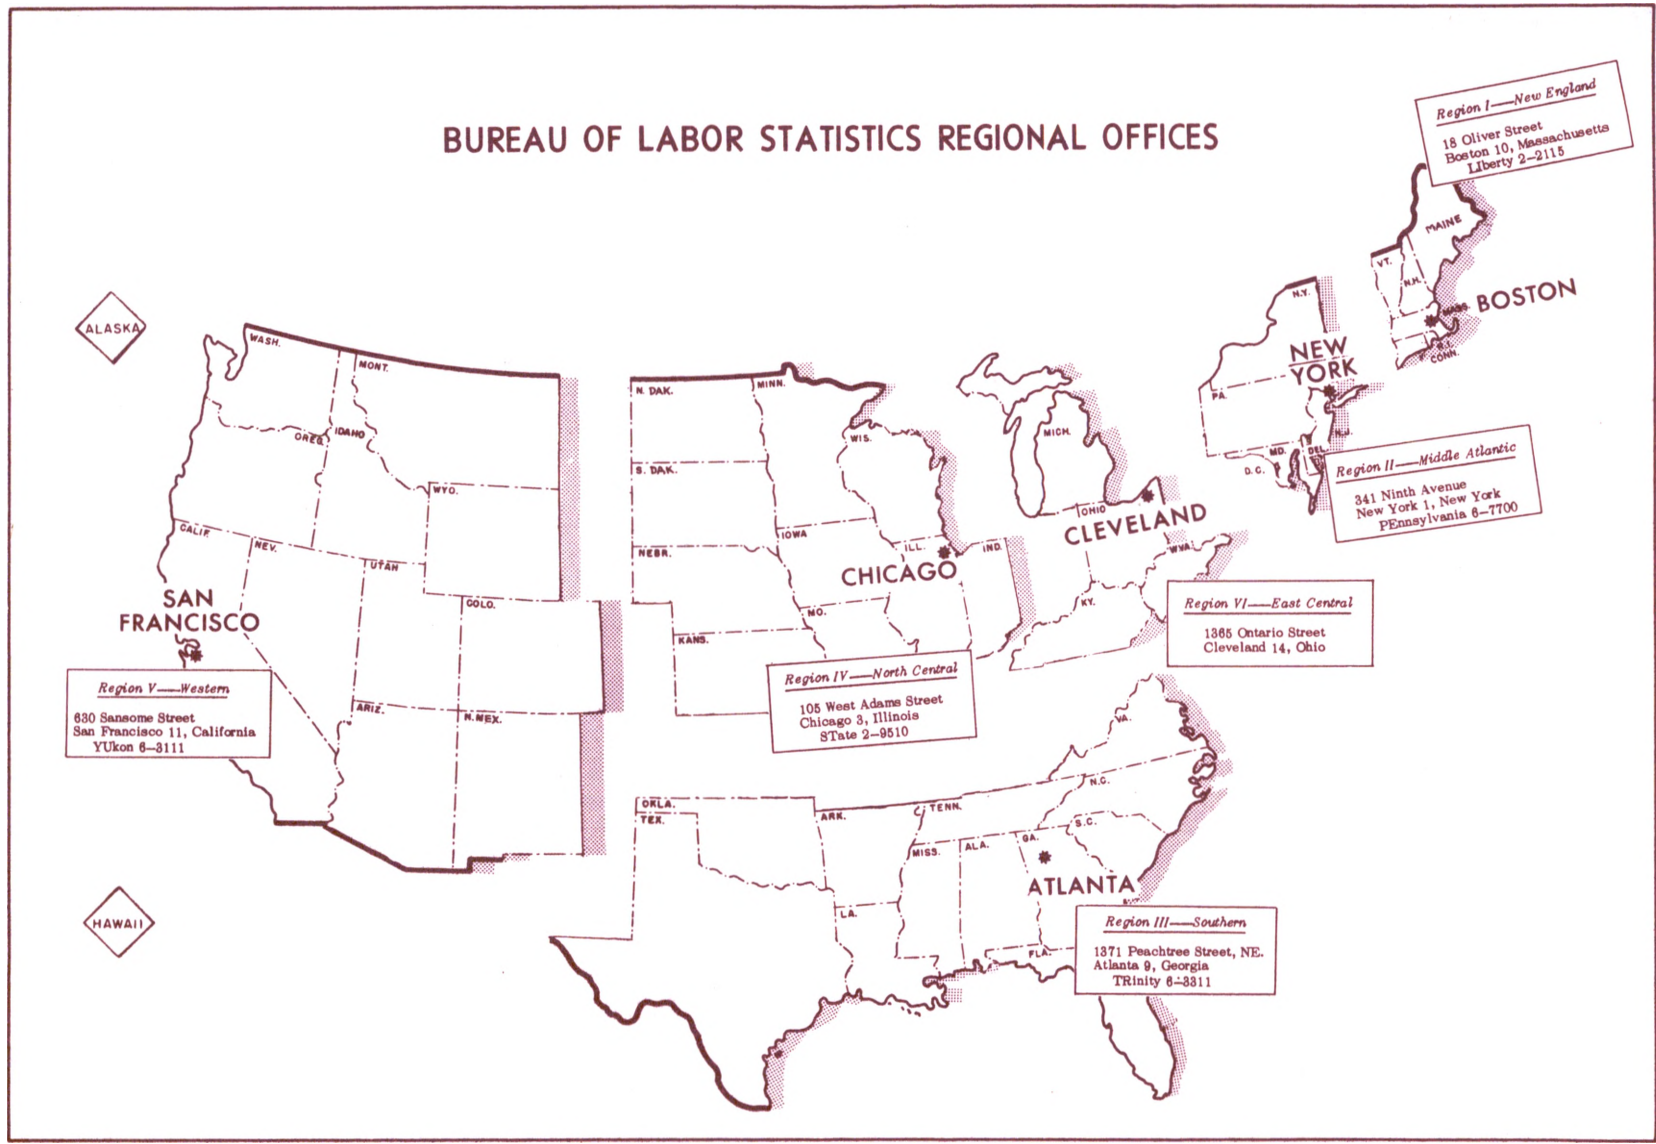 BUREAU OF LABOR STATISTICS REGIONAL OFFICES
Region I—New England
18 Oliver Street
Boston 10, Massachusetts
LIberty 2-2115
MAINE
VT.
N.H.
MASS.
BOSTON
R.I.
CONN.
N.Y.
NEW
YORK
PA.
N.J.
MD.
DEL.
D.C.
Region II—Middle Atlantic
341 Ninth Avenue
New York 1, New York
PEnnsylvania 6-7700
ALASKA
WASH.
MONT.
OREG.
IDAHO
WYO.
CALIF.
NEV.
UTAH
COLO.
SAN
FRANCISCO
ARIZ.
N.MEX.
Region V—Western
630 Sansome Street
San Francisco 11, California
YUkon 6-3111
N. DAK.
MINN.
S. DAK.
WIS.
NEBR.
IOWA
ILL.
IND.
CHICAGO
MO.
KANS.
Region IV—North Central
105 West Adams Street
Chicago 3, Illinois
STate 2-9510
MICH.
OHIO
CLEVELAND
W.VA.
KY.
Region VI—East Central
1365 Ontario Street
Cleveland 14, Ohio
VA.
N.C.
OKLA.
TEX.
ARK.
TENN.
S.C.
MISS.
ALA.
GA.
ATLANTA
LA.
FLA.
Region III—Southern
1371 Peachtree Street, NE.
Atlanta 9, Georgia
TRinity 6-3311
HAWAII